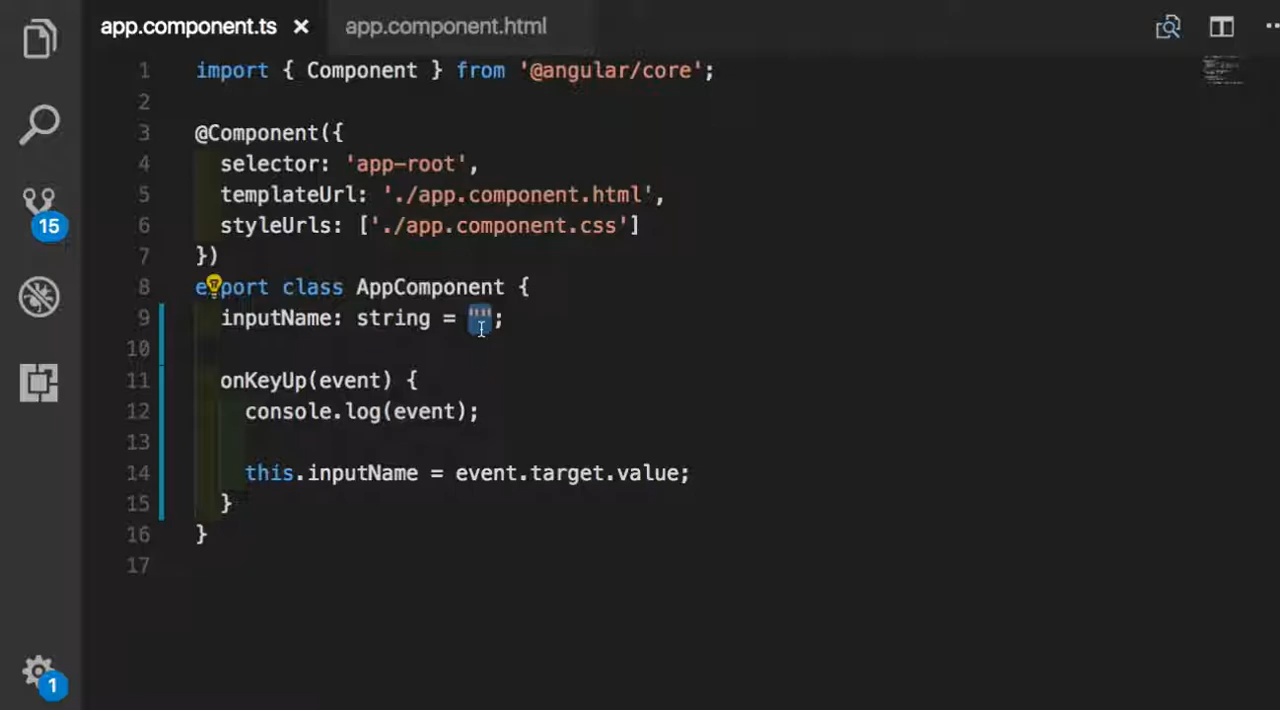 app.component.ts
app.component.html
1 import { Component } from '@angular/core';
2
3 @Component({
4 selector: 'app-root',
5 templateUrl: './app.component.html',
6 styleUrls: ['./app.component.css']
7 })
8 export class AppComponent {
9 inputName: string = "";
10
11 onKeyUp(event) {
12 console.log(event);
13
14 this.inputName = event.target.value;
15 }
16 }
17
15
1